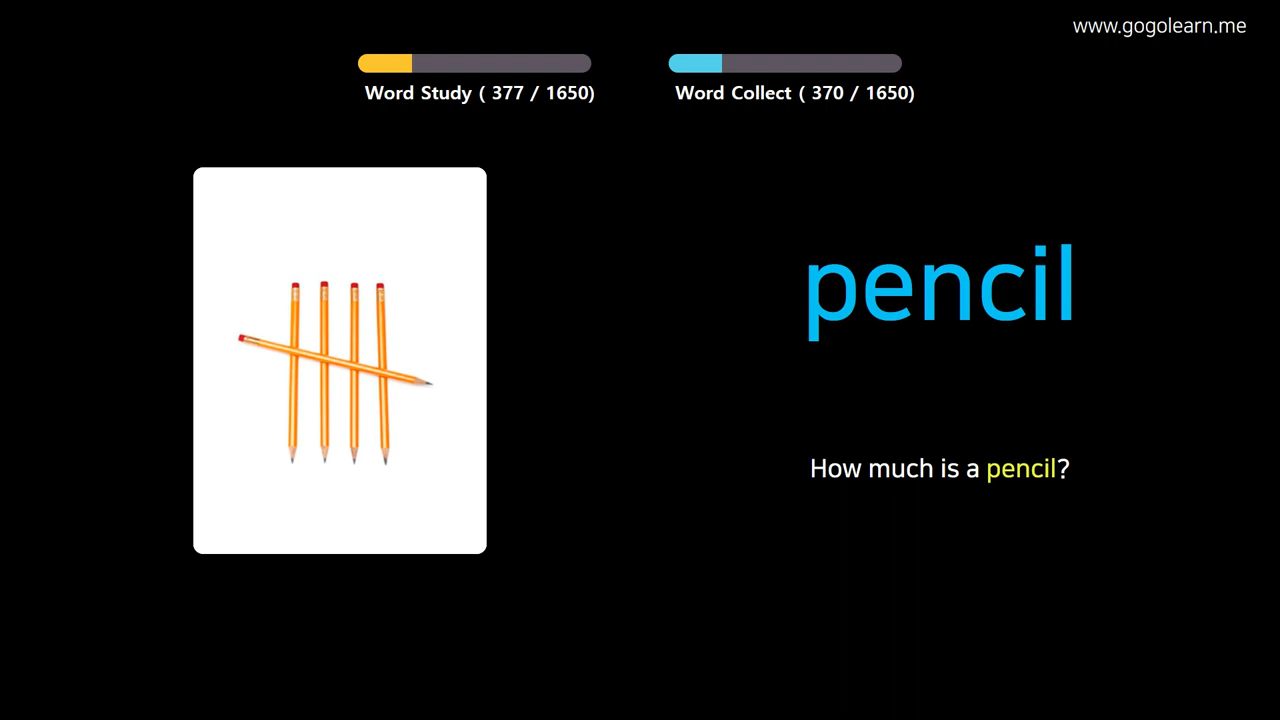 www.gogolearn.me
Word Study ( 377 / 1650)
Word Collect ( 370 / 1650)
pencil
How much is a pencil?